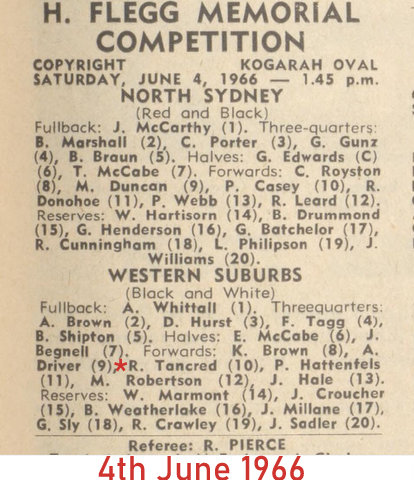 H. FLEGG MEMORIAL
COMPETITION
COPYRIGHT KOGARAH OVAL
SATURDAY, JUNE 4, 1966 — 1.45 p.m.
NORTH SYDNEY
(Red and Black)
Fullback: J. McCarthy (1). Three-quarters:
B. Marshall (2), C. Porter (3), G. Gunz
(4), B. Braun (5). Halves: G. Edwards (C)
(6), T. McCabe (7). Forwards: C. Royston
(8), M. Duncan (9), P. Casey (10), R.
Donohoe (11), P. Webb (13), R. Leard (12).
Reserves: W. Hartisorn (14), B. Drummond
(15), G. Henderson (16), G. Batchelor (17),
R. Cunningham (18), L. Philipson (19), J.
Williams (20).
WESTERN SUBURBS
(Black and White)
Fullback: A. Whittall (1). Threequarters:
A. Brown (2), D. Hurst (3), F. Tagg (4),
B. Shipton (5). Halves: E. McCabe (6), J.
Begnell (7). Forwards: K. Brown (8), A.
Driver (9)*R. Tancred (10), P. Hattenfels
(11), M. Robertson (12), J. Hale (13).
Reserves: W. Marmont (14), J. Croucher
(15), B. Weatherlake (16), J. Millane (17),
G. Sly (18), R. Crawley (19), J. Sadler (20).
Referee: R. PIERCE
4th June 1966